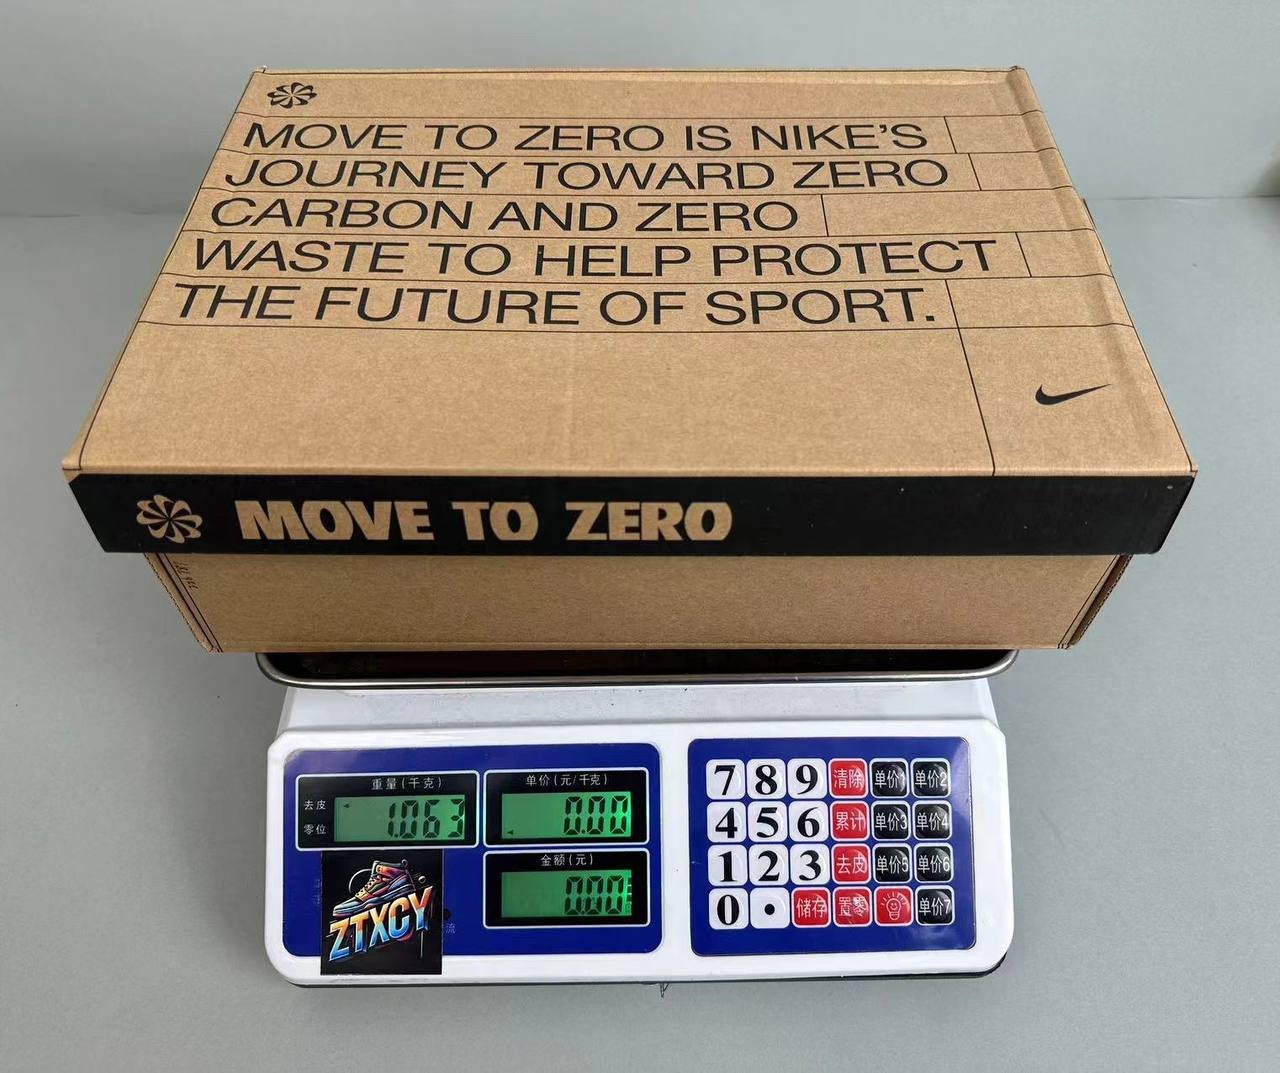 MOVE TO ZERO IS NIKE'S
JOURNEY TOWARD ZERO
CARBON AND ZERO
WASTE TO HELP PROTECT
THE FUTURE OF SPORT.
MOVE TO ZERO
重量(千克)
去皮
零位
1.063
单价(元/千克)
0.00
金额(元)
0.00
ZTXCY
流
7 8 9 清除 单价1 单价2
4 5 6 累计 单价3 单价4
1 2 3 去皮 单价5 单价6
0 . 储存 置零 单价7